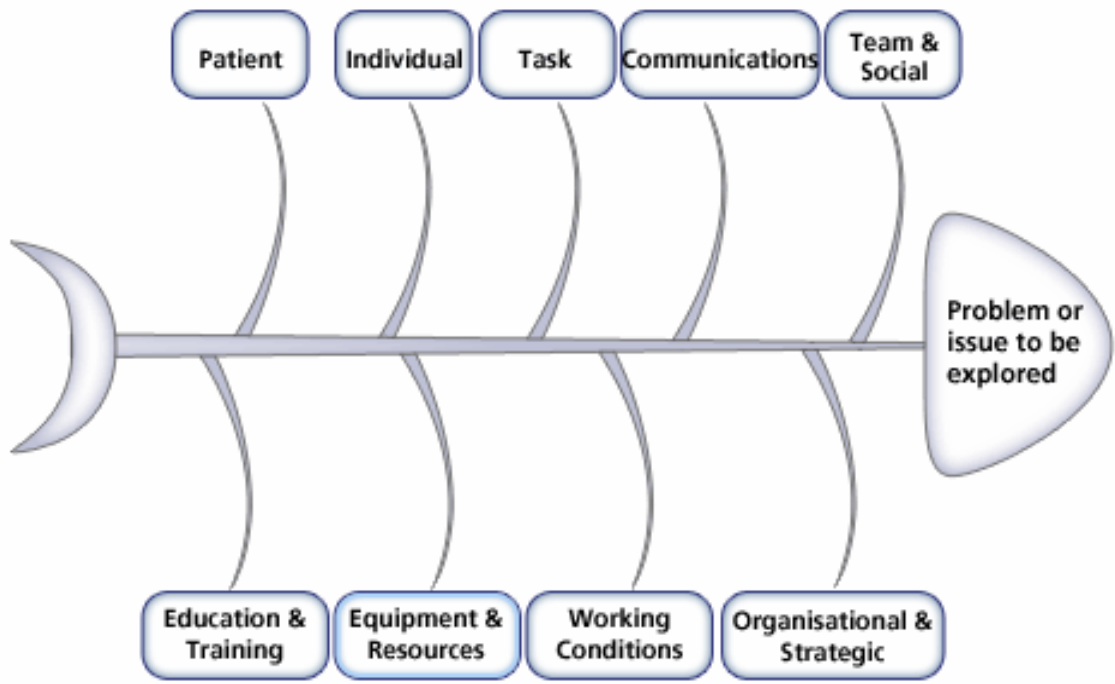 Patient
Individual
Task
Communications
Team &
Social
Problem or
issue to be
explored
Education &
Training
Equipment &
Resources
Working
Conditions
Organisational &
Strategic